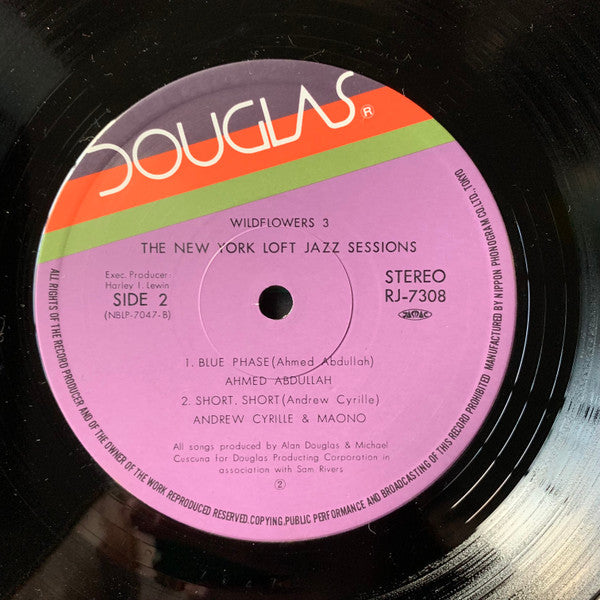 DOUGLAS
®
WILDFLOWERS 3
THE NEW YORK LOFT JAZZ SESSIONS
Exec. Producer:
Harley I. Lewin
SIDE 2
(NBLP-7047-B)
STEREO
RJ-7308
1. BLUE PHASE (Ahmed Abdullah)
AHMED ABDULLAH
2. SHORT, SHORT (Andrew Cyrille)
ANDREW CYRILLE & MAONO
All songs produced by Alan Douglas & Michael
Cuscuna for Douglas Producting Corporation in
association with Sam Rivers
②
ALL RIGHTS OF THE RECORD PRODUCER AND OF THE OWNER OF THE WORK REPRODUCED RESERVED. COPYING, PUBLIC PERFORMANCE AND BROADCASTING OF THIS RECORD PROHIBITED. MANUFACTURED BY NIPPON PHONOGRAM CO., LTD., TOKYO